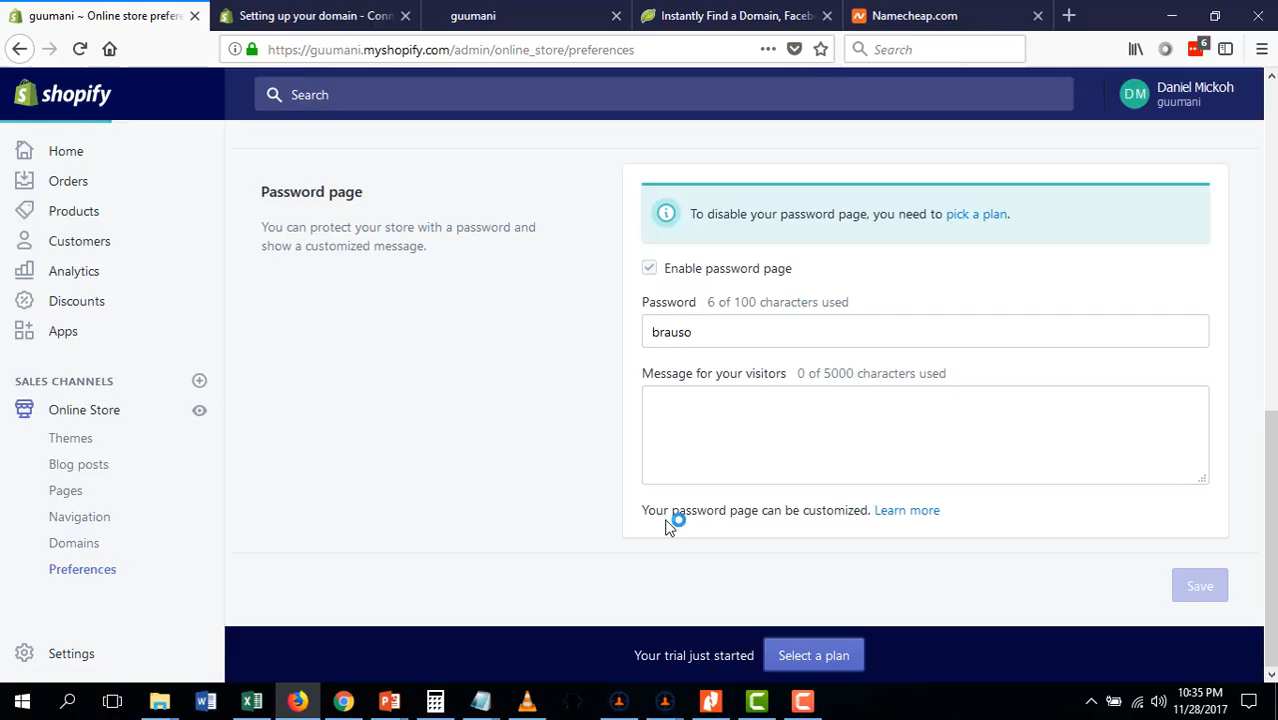 guumani ~ Online store prefere
Setting up your domain - Conn
guumani
Instantly Find a Domain, Faceb
Namecheap.com
https://guumani.myshopify.com/admin/online_store/preferences
Search
6
shopify
Search
DM
Daniel Mickoh
guumani
Home
Orders
Products
Customers
Analytics
Discounts
Apps
SALES CHANNELS
Online Store
Themes
Blog posts
Pages
Navigation
Domains
Preferences
Settings
Password page
You can protect your store with a password and
show a customized message.
To disable your password page, you need to pick a plan.
Enable password page
Password 6 of 100 characters used
brauso
Message for your visitors 0 of 5000 characters used
Your password page can be customized. Learn more
Save
Your trial just started
Select a plan
10:35 PM
11/28/2017